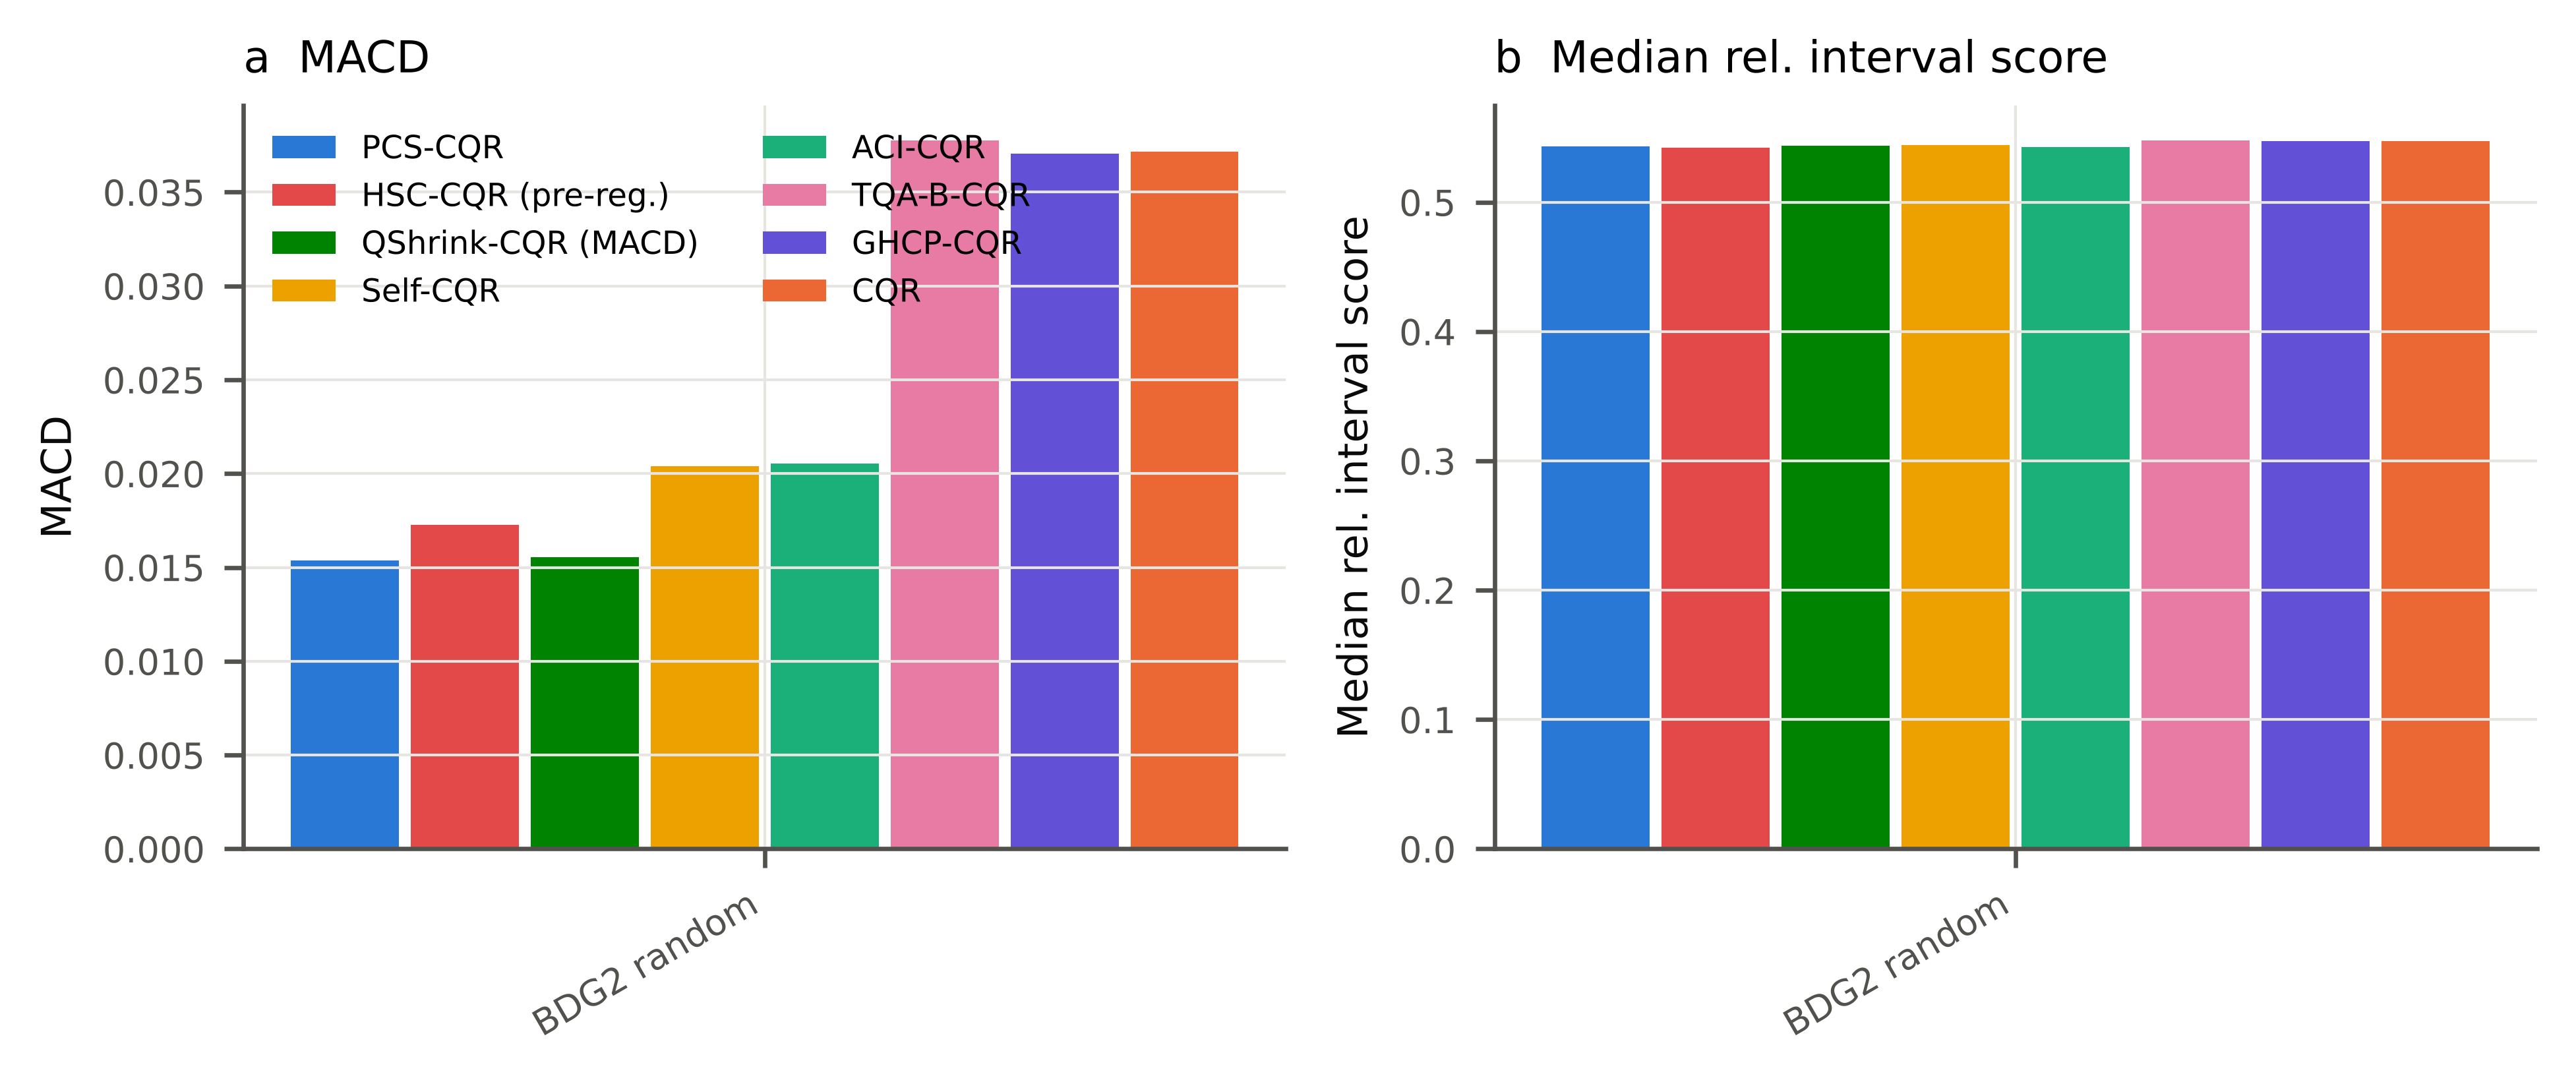 a MACD
PCS-CQR
HSC-CQR (pre-reg.)
QShrink-CQR (MACD)
Self-CQR
ACI-CQR
TQA-B-CQR
GHCP-CQR
CQR
MACD
0.035
0.030
0.025
0.020
0.015
0.010
0.005
0.000
BDG2 random
b Median rel. interval score
Median rel. interval score
0.5
0.4
0.3
0.2
0.1
0.0
BDG2 random